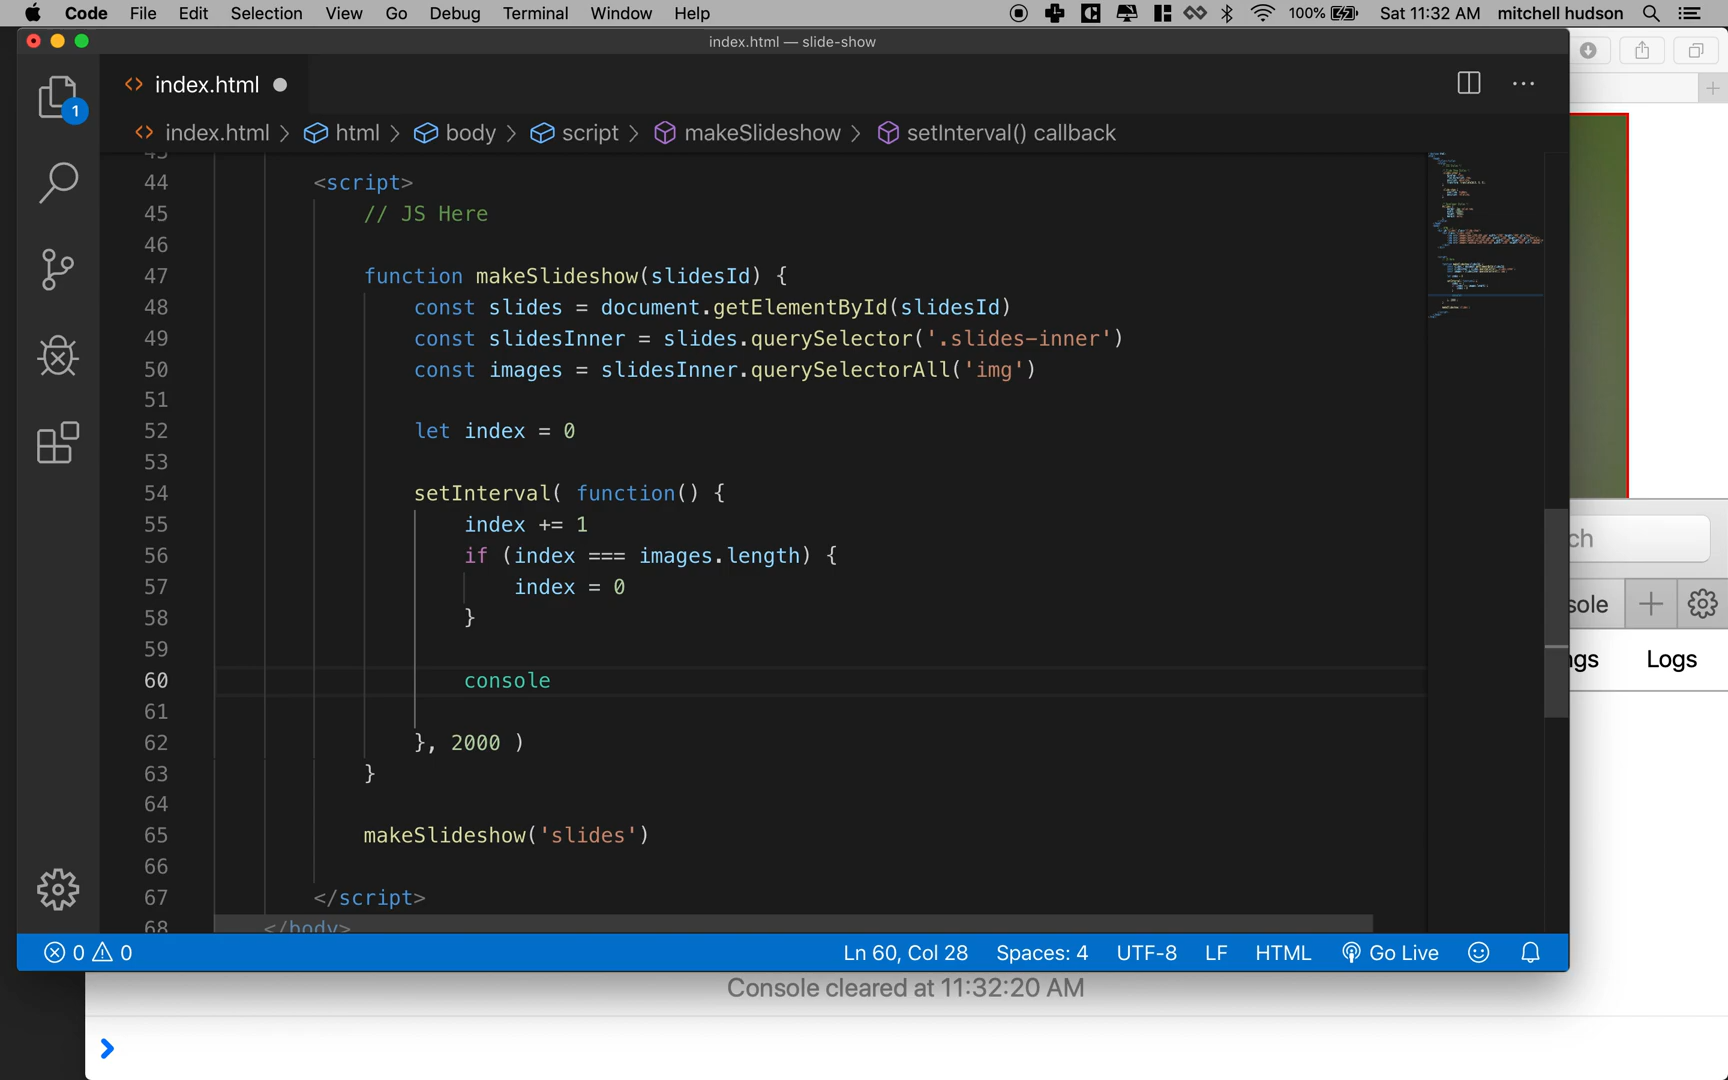 Code File Edit Selection View Go Debug Terminal Window Help 100% Sat 11:32 AM mitchell hudson
index.html — slide-show
index.html
1
index.html > html > body > script > makeSlideshow > setInterval() callback
43
44 <script>
45 // JS Here
46
47 function makeSlideshow(slidesId) {
48 const slides = document.getElementById(slidesId)
49 const slidesInner = slides.querySelector('.slides-inner')
50 const images = slidesInner.querySelectorAll('img')
51
52 let index = 0
53
54 setInterval( function() {
55 index += 1
56 if (index === images.length) {
57 index = 0
58 }
59
60 console
61
62 }, 2000 )
63 }
64
65 makeSlideshow('slides')
66
67 </script>
68 </body>
ch
sole
ngs Logs
0 0 Ln 60, Col 28 Spaces: 4 UTF-8 LF HTML Go Live
Console cleared at 11:32:20 AM